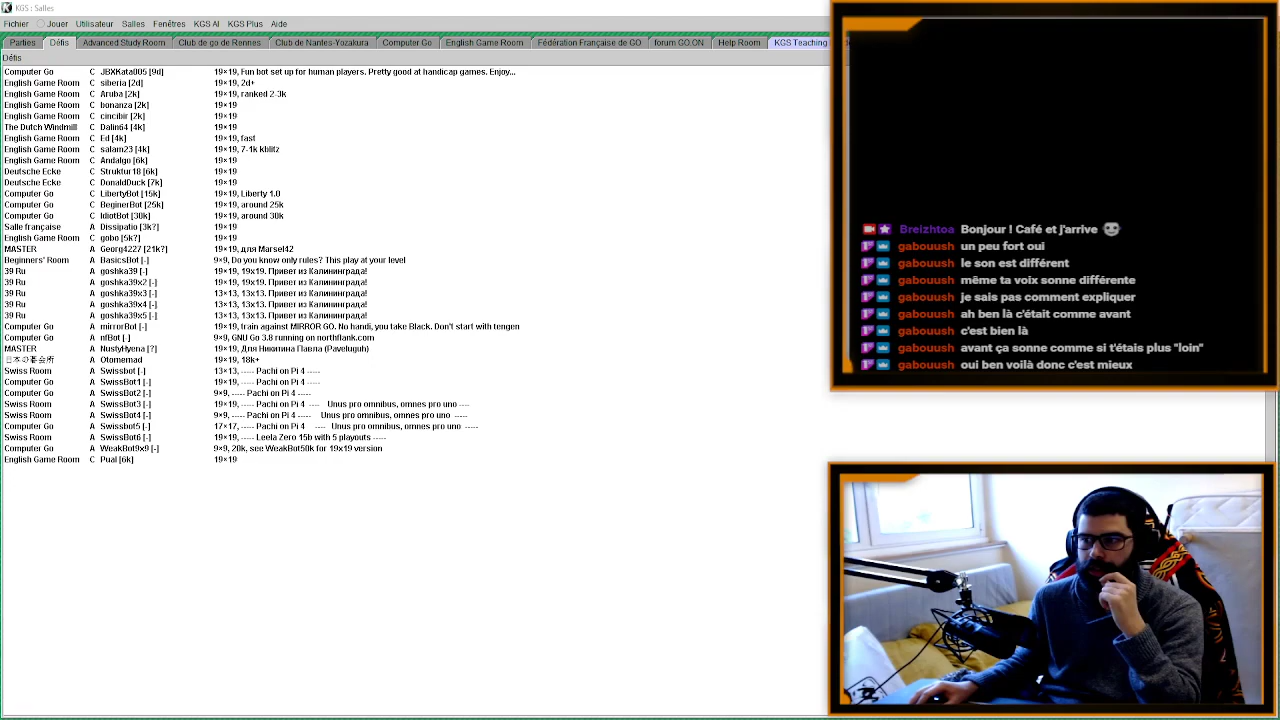 KGS : Salles
Fichier Jouer Utilisateur Salles Fenêtres KGS AI KGS Plus Aide
Parties Défis Advanced Study Room Club de go de Rennes Club de Nantes-Yozakura Computer Go English Game Room Fédération Française de GO forum GO.ON Help Room KGS Teaching
Défis
Computer Go C JBXKata005 [9d] 19×19, Fun bot set up for human players. Pretty good at handicap games. Enjoy...
English Game Room C siberia [2d] 19×19, 2d+
English Game Room C Aruba [2k] 19×19, ranked 2-3k
English Game Room C bonanza [2k] 19×19
English Game Room C cincibir [2k] 19×19
The Dutch Windmill C Dalin64 [4k] 19×19
English Game Room C Ed [4k] 19×19, fast
English Game Room C salam23 [4k] 19×19, 7-1k kblitz
English Game Room C Andalgo [6k] 19×19
Deutsche Ecke C Struktur18 [6k] 19×19
Deutsche Ecke C DonaldDuck [7k] 19×19
Computer Go C LibertyBot [15k] 19×19, Liberty 1.0
Computer Go C BeginerBot [25k] 19×19, around 25k
Computer Go C IdiotBot [30k] 19×19, around 30k
Salle française A Dissipatio [3k?] 19×19
English Game Room C gobo [5k?] 19×19
MASTER A Georg4227 [21k?] 19×19, для Marsel42
Beginners' Room A BasicsBot [-] 9×9, Do you know only rules? This play at your level
39 Ru A goshka39 [-] 19×19, 19x19. Привет из Калининграда!
39 Ru A goshka39x2 [-] 19×19, 19x19. Привет из Калининграда!
39 Ru A goshka39x3 [-] 13×13, 13x13. Привет из Калининграда!
39 Ru A goshka39x4 [-] 13×13, 13x13. Привет из Калининграда!
39 Ru A goshka39x5 [-] 13×13, 13x13. Привет из Калининграда!
Computer Go A mirrorBot [-] 19×19, train against MIRROR GO. No handi, you take Black. Don't start with tengen
Computer Go A nfBot [-] 9×9, GNU Go 3.8 running on northflank.com
MASTER A NustyHyena [?] 19×19, Для Никицина Павла (Paveluguh)
日本の碁会所 A Otomemad 19×19, 18k+
Swiss Room A Swissbot [-] 13×13, ----- Pachi on Pi 4 -----
Computer Go A SwissBot1 [-] 19×19, ----- Pachi on Pi 4 -----
Computer Go A SwissBot2 [-] 9×9, ----- Pachi on Pi 4 -----
Swiss Room A SwissBot3 [-] 19×19, ----- Pachi on Pi 4 ---- Unus pro omnibus, omnes pro uno ----
Swiss Room A SwissBot4 [-] 9×9, ----- Pachi on Pi 4 ---- Unus pro omnibus, omnes pro uno -----
Computer Go A Swissbot5 [-] 17×17, ----- Pachi on Pi 4 ---- Unus pro omnibus, omnes pro uno -----
Swiss Room A SwissBot6 [-] 19×19, ----- Leela Zero 15b with 5 playouts -----
Computer Go A WeakBot9x9 [-] 9×9, 20k, see WeakBot50k for 19x19 version
English Game Room C Pual [6k] 19×19
Breizhtoa Bonjour ! Café et j'arrive
gabouush un peu fort oui
gabouush le son est différent
gabouush même ta voix sonne différente
gabouush je sais pas comment expliquer
gabouush ah ben là c'était comme avant
gabouush c'est bien là
gabouush avant ça sonne comme si t'étais plus "loin"
gabouush oui ben voilà donc c'est mieux